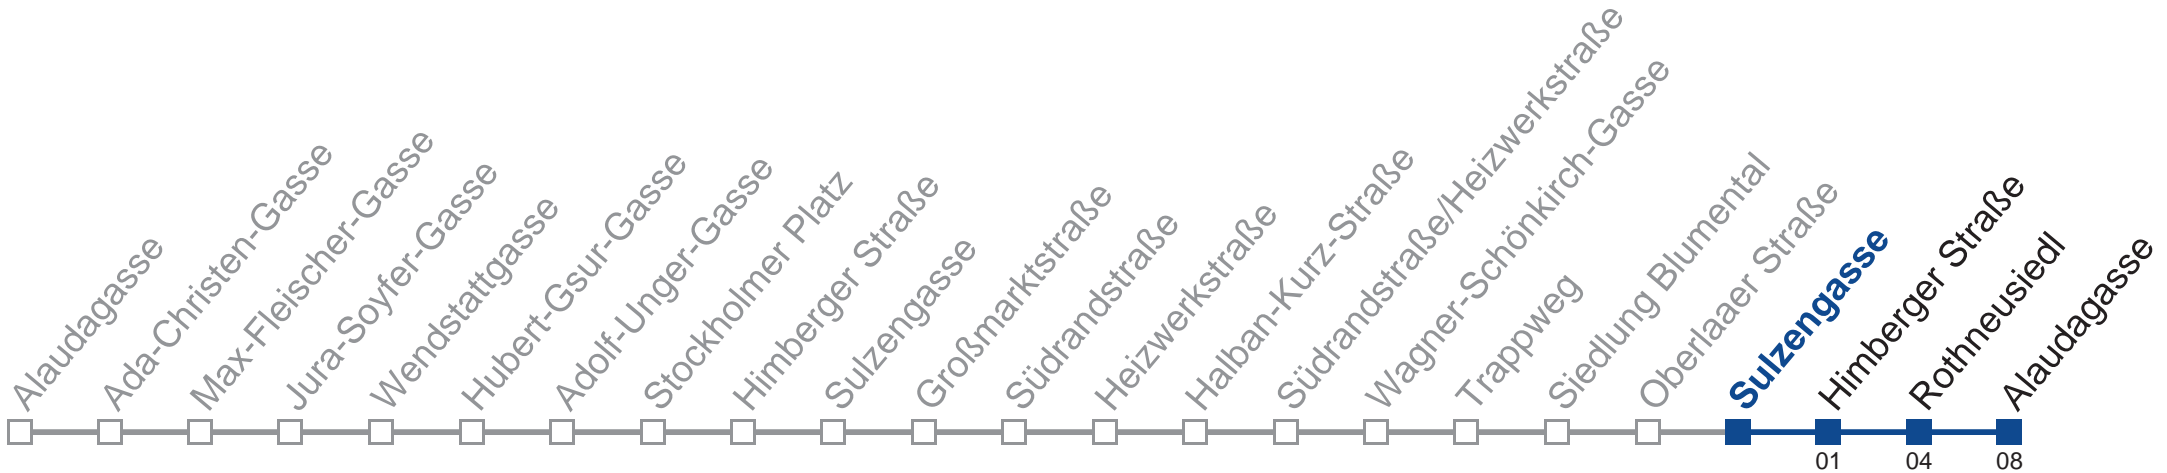 Alaudagasse
Ada-Christen-Gasse
Max-Fleischer-Gasse
Jura-Soyfer-Gasse
Wendstattgasse
Hubert-Gsur-Gasse
Adolf-Unger-Gasse
Stockholmer Platz
Himberger Straße
Sulzengasse
Großmarktstraße
Südrandstraße
Heizwerkstraße
Halban-Kurz-Straße
Südrandstraße/Heizwerkstraße
Wagner-Schönkirch-Gasse
Trappweg
Siedlung Blumental
Oberlaaer Straße
Sulzengasse
Himberger Straße
Rothneusiedl
Alaudagasse
01
04
08